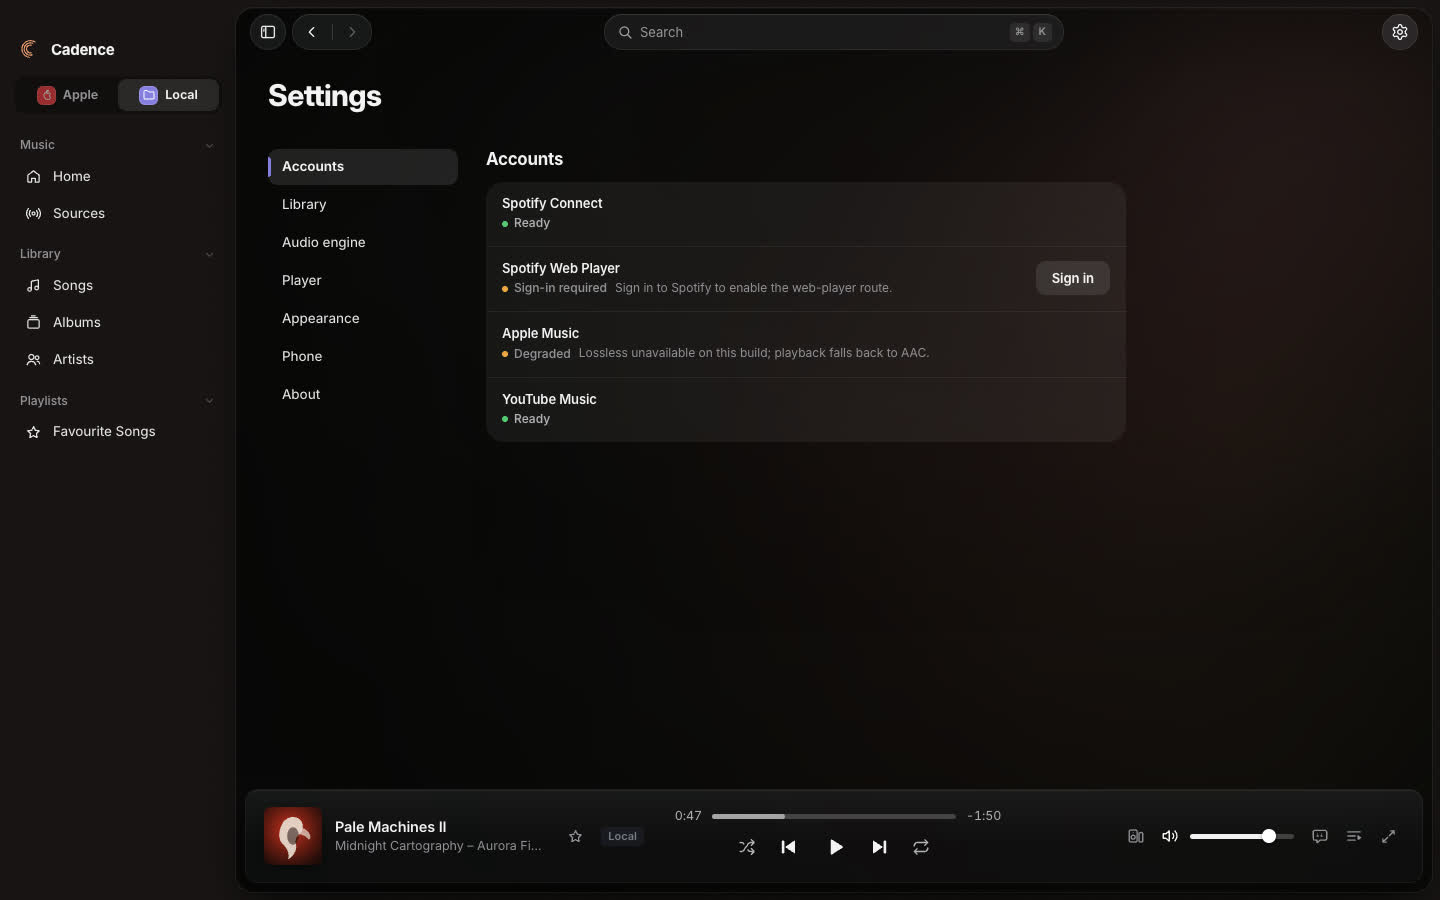 Cadence
Apple
Local
Music
Home
Sources
Library
Songs
Albums
Artists
Playlists
Favourite Songs
Search
⌘ K
Settings
Accounts
Library
Audio engine
Player
Appearance
Phone
About
Accounts
Spotify Connect
Ready
Spotify Web Player
Sign-in required Sign in to Spotify to enable the web-player route.
Sign in
Apple Music
Degraded Lossless unavailable on this build; playback falls back to AAC.
YouTube Music
Ready
Pale Machines II
Midnight Cartography – Aurora Fi...
Local
0:47
-1:50